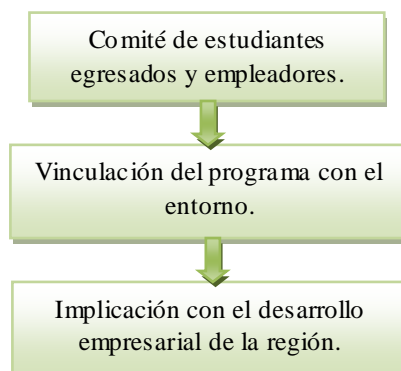 Comité de estudiantes
egresados y empleadores.
Vinculación del programa con el
entorno.
Implicación con el desarrollo
empresarial de la región.